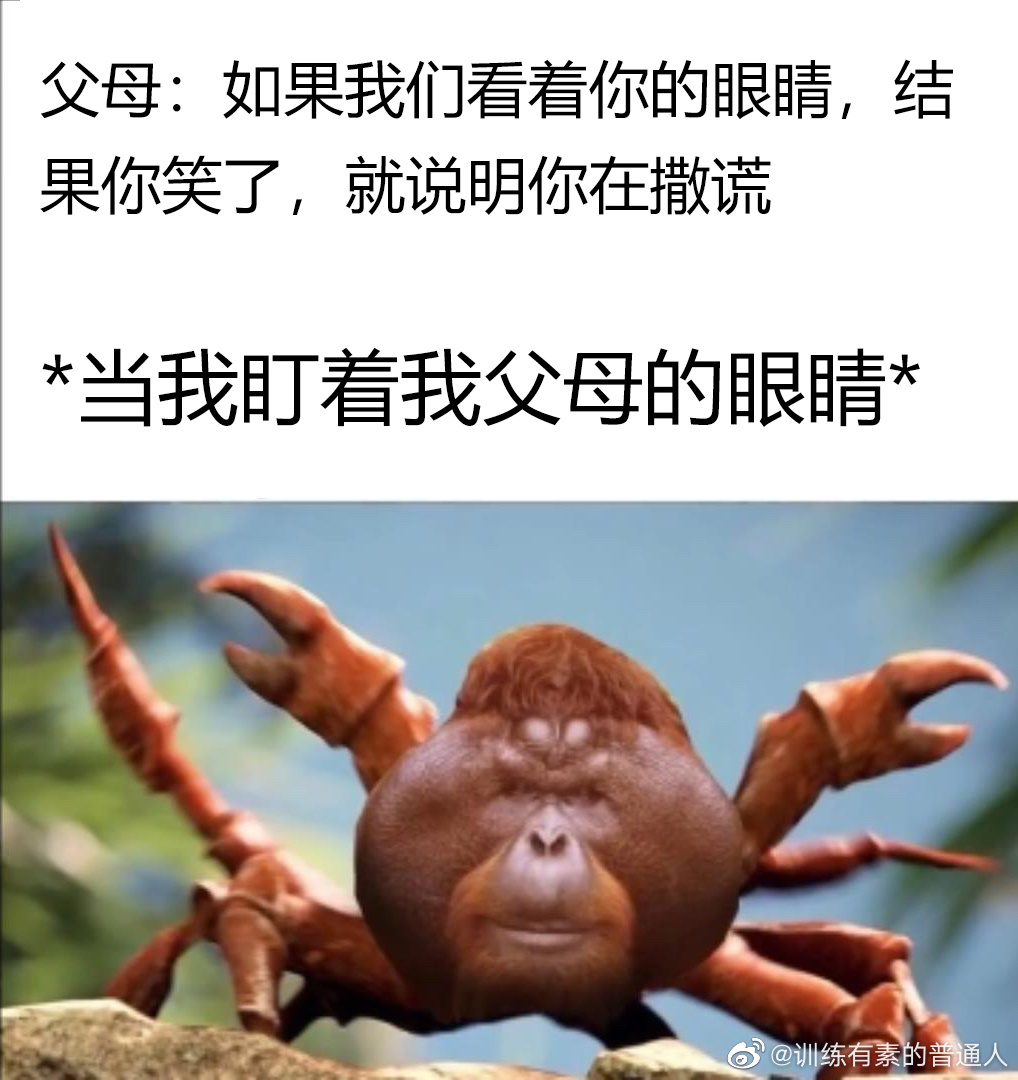 父母：如果我们看着你的眼睛，结
果你笑了，就说明你在撒谎
*当我盯着我父母的眼睛*
@训练有素的普通人